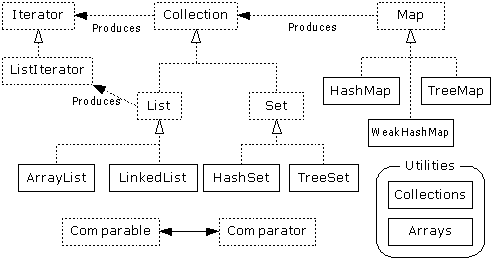 Iterator
Collection
Map
Produces
Produces
ListIterator
Produces
List
Set
HashMap
TreeMap
WeakHashMap
ArrayList
LinkedList
HashSet
TreeSet
Utilities
Collections
Arrays
Comparable
Comparator